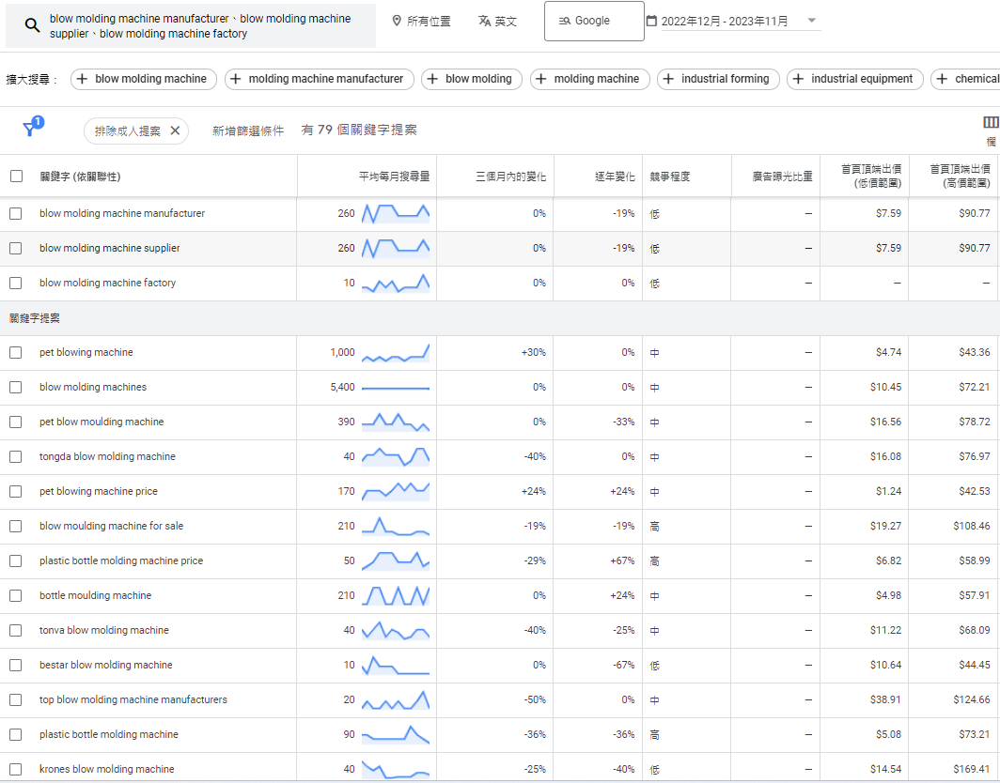 blow molding machine manufacturer、blow molding machine
supplier、blow molding machine factory
所有位置
英文
Google
2022年12月 - 2023年11月
擴大搜尋：
blow molding machine
molding machine manufacturer
blow molding
molding machine
industrial forming
industrial equipment
chemical
1
排除成人提案
新增篩選條件
有 79 個關鍵字提案
欄
關鍵字 (依關聯性) 平均每月搜尋量 三個月內的變化 逐年變化 競爭程度 廣告曝光比重 首頁頂端出價 (低價範圍) 首頁頂端出價 (高價範圍)
blow molding machine manufacturer 260 0% -19% 低 – $7.59 $90.77
blow molding machine supplier 260 0% -19% 低 – $7.59 $90.77
blow molding machine factory 10 0% 0% 低 – – –
關鍵字提案
pet blowing machine 1,000 +30% 0% 中 – $4.74 $43.36
blow molding machines 5,400 0% 0% 中 – $10.45 $72.21
pet blow moulding machine 390 0% -33% 中 – $16.56 $78.72
tongda blow molding machine 40 -40% 0% 中 – $16.08 $76.97
pet blowing machine price 170 +24% +24% 中 – $1.24 $42.53
blow moulding machine for sale 210 -19% -19% 高 – $19.27 $108.46
plastic bottle molding machine price 50 -29% +67% 高 – $6.82 $58.99
bottle moulding machine 210 0% +24% 中 – $4.98 $57.91
tonva blow molding machine 40 -40% -25% 中 – $11.22 $68.09
bestar blow molding machine 10 0% -67% 低 – $10.64 $44.45
top blow molding machine manufacturers 20 -50% 0% 中 – $38.91 $124.66
plastic bottle molding machine 90 -36% -36% 高 – $5.08 $73.21
krones blow molding machine 40 -25% -40% 低 – $14.54 $169.41